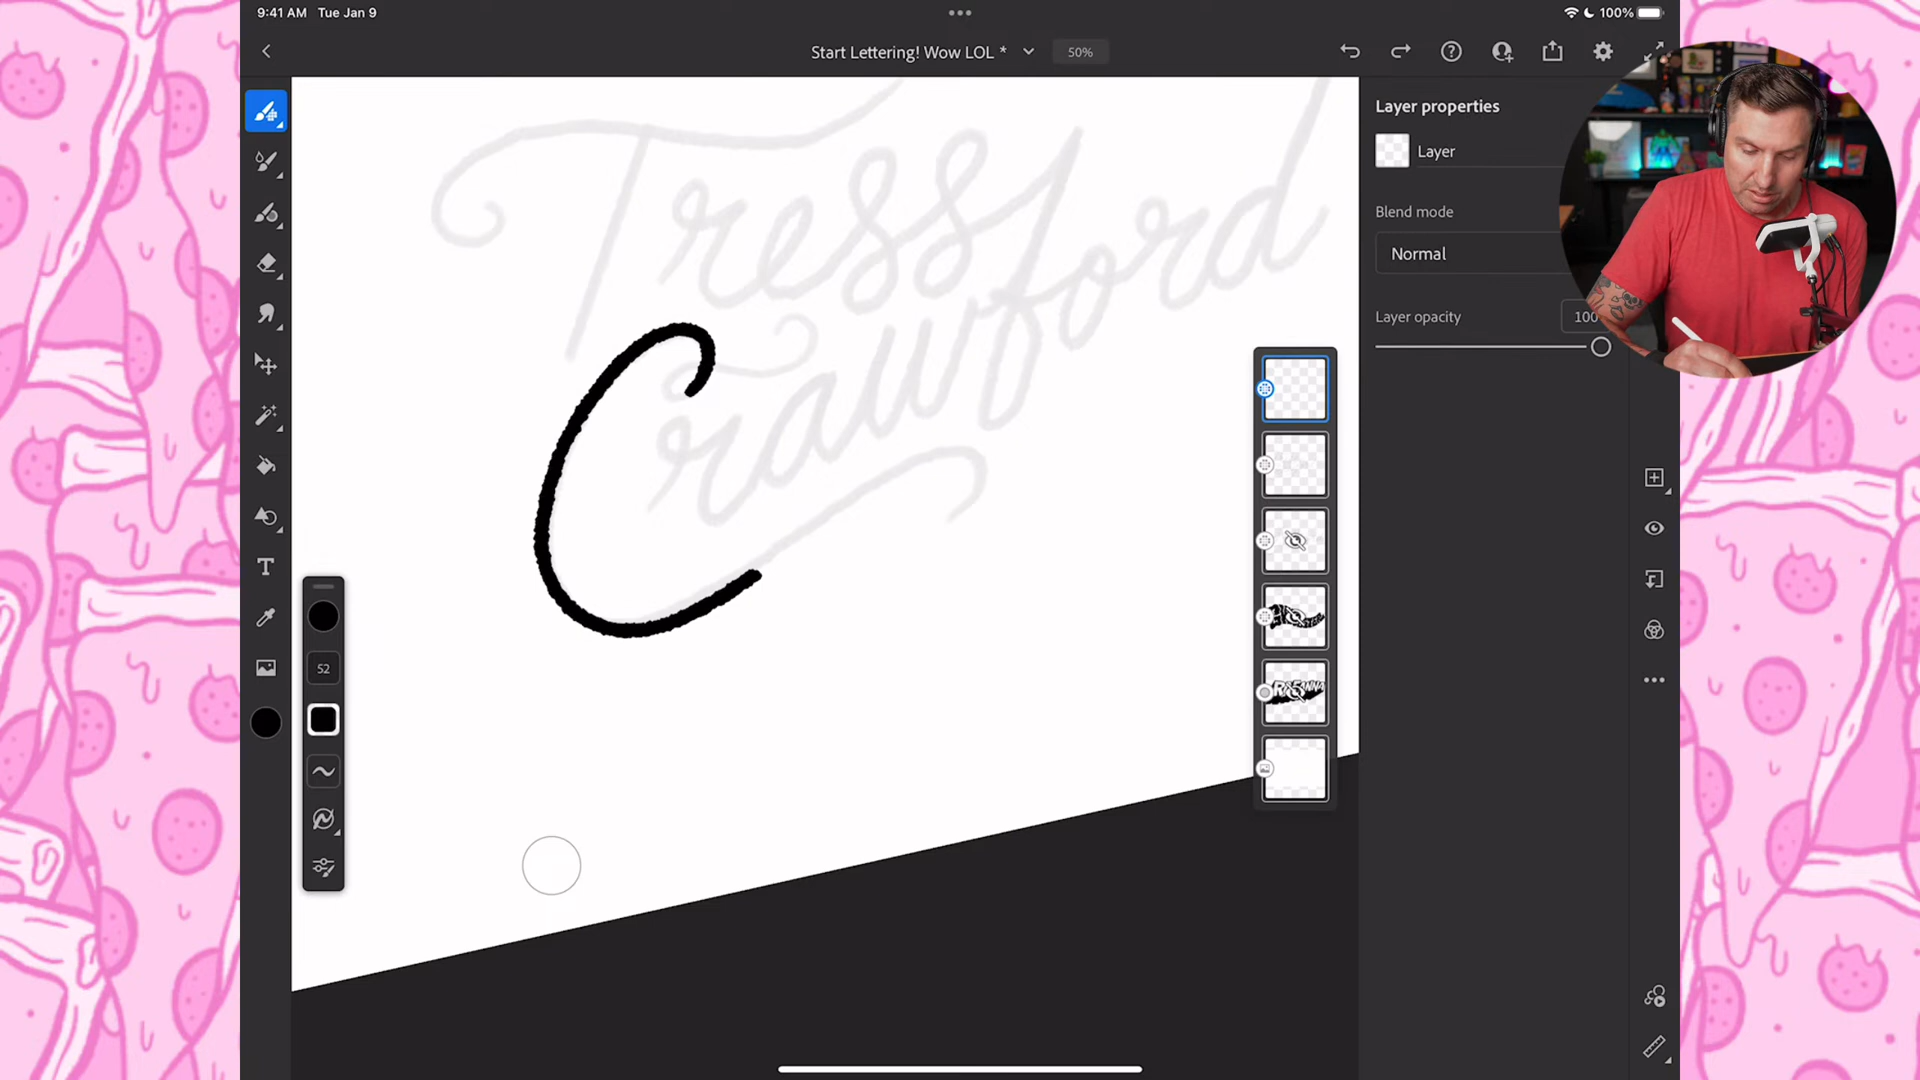 9:41 AM Tue Jan 9
100%
Start Lettering! Wow LOL *
50%
Layer properties
Layer
Blend mode
Normal
Layer opacity
100
Tress
Crawford
52
T